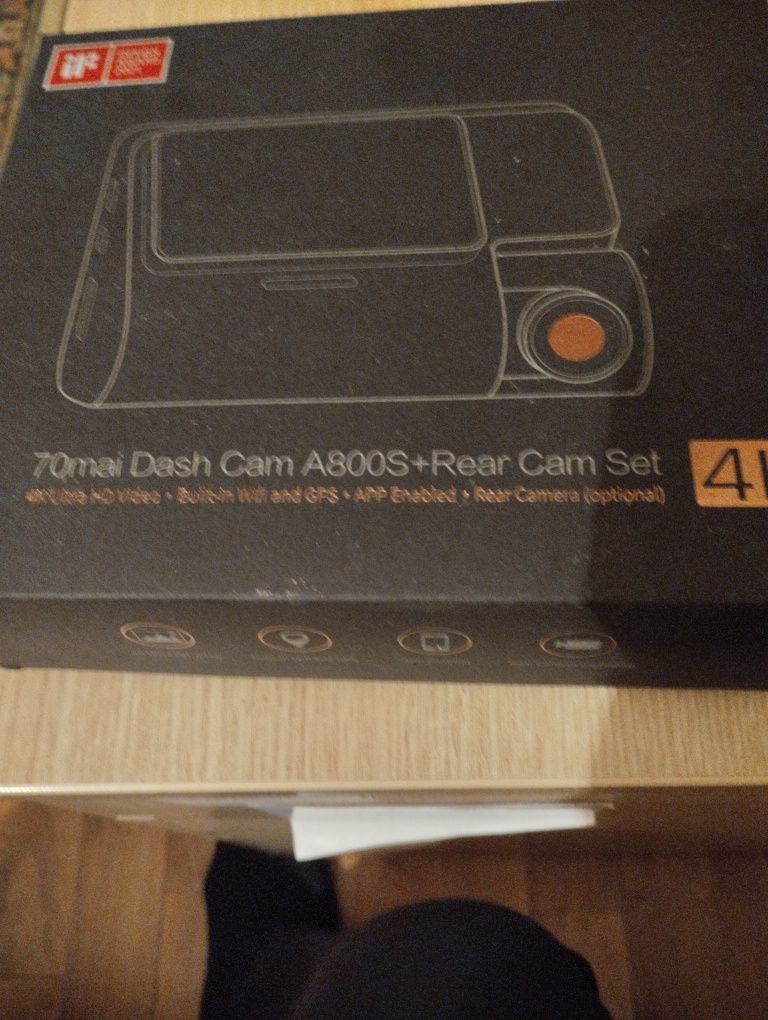 70mai Dash Cam A800S+Rear Cam Set
4K Ultra HD Video • Built-in Wifi and GPS • APP Enabled • Rear Camera (optional)